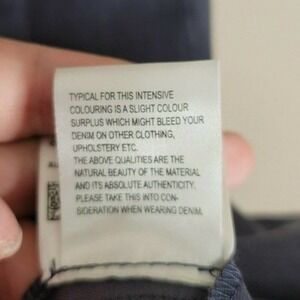 TYPICAL FOR THIS INTENSIVE
COLOURING IS A SLIGHT COLOUR
SURPLUS WHICH MIGHT BLEED YOUR
DENIM ON OTHER CLOTHING,
UPHOLSTERY ETC.
THE ABOVE QUALITIES ARE THE
NATURAL BEAUTY OF THE MATERIAL
AND ITS ABSOLUTE AUTHENTICITY.
PLEASE TAKE THIS INTO CON-
SIDERATION WHEN WEARING DENIM.